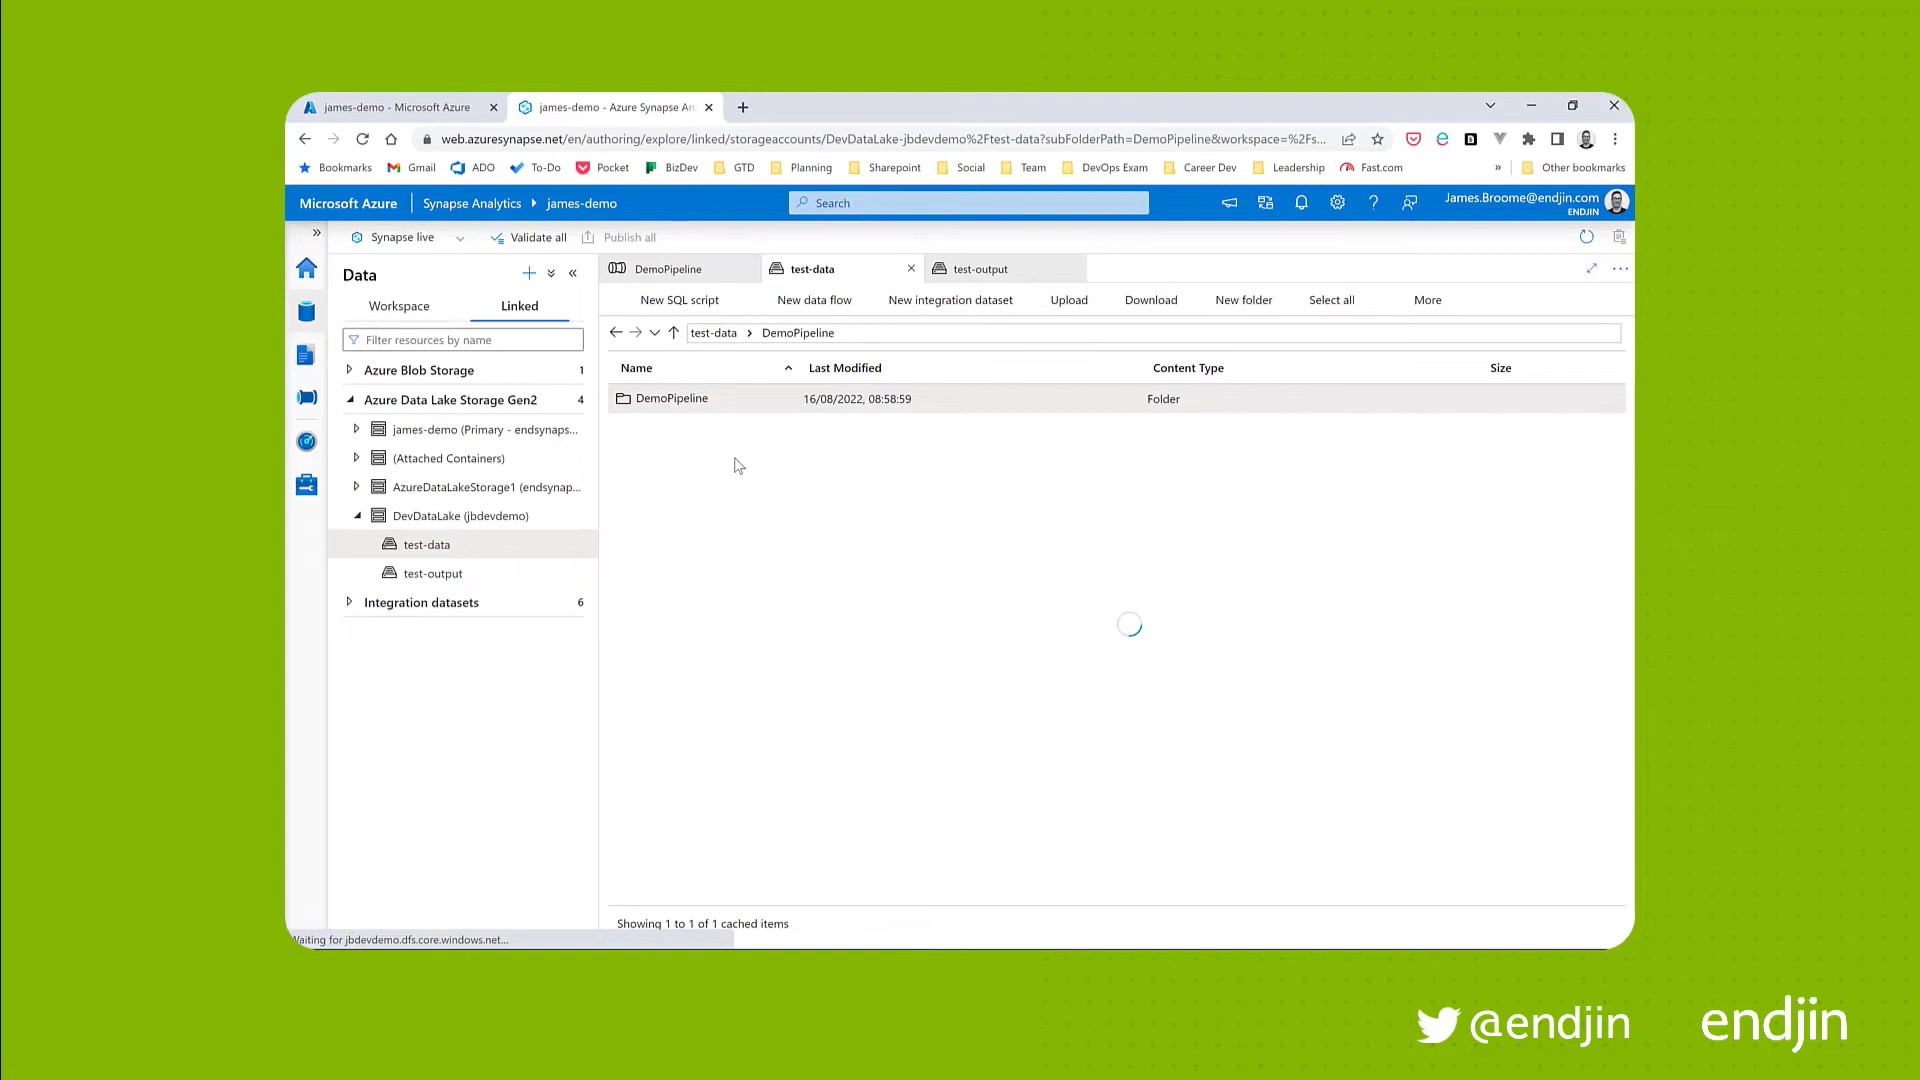 james-demo - Microsoft Azure
james-demo - Azure Synapse An
web.azuresynapse.net/en/authoring/explore/linked/storageaccounts/DevDataLake-jbdevdemo%2Ftest-data?subFolderPath=DemoPipeline&workspace=%2Fs...
Bookmarks Gmail ADO To-Do Pocket BizDev GTD Planning Sharepoint Social Team DevOps Exam Career Dev Leadership Fast.com » Other bookmarks
Microsoft Azure Synapse Analytics james-demo Search James.Broome@endjin.com
ENDJIN
Synapse live Validate all Publish all
Data
Workspace Linked
Filter resources by name
Azure Blob Storage 1
Azure Data Lake Storage Gen2 4
james-demo (Primary - endsynaps...
(Attached Containers)
AzureDataLakeStorage1 (endsynap...
DevDataLake (jbdevdemo)
test-data
test-output
Integration datasets 6
DemoPipeline test-data test-output
New SQL script New data flow New integration dataset Upload Download New folder Select all More
test-data DemoPipeline
Name Last Modified Content Type Size
DemoPipeline 16/08/2022, 08:58:59 Folder
Showing 1 to 1 of 1 cached items
Waiting for jbdevdemo.dfs.core.windows.net...
@endjin endjin